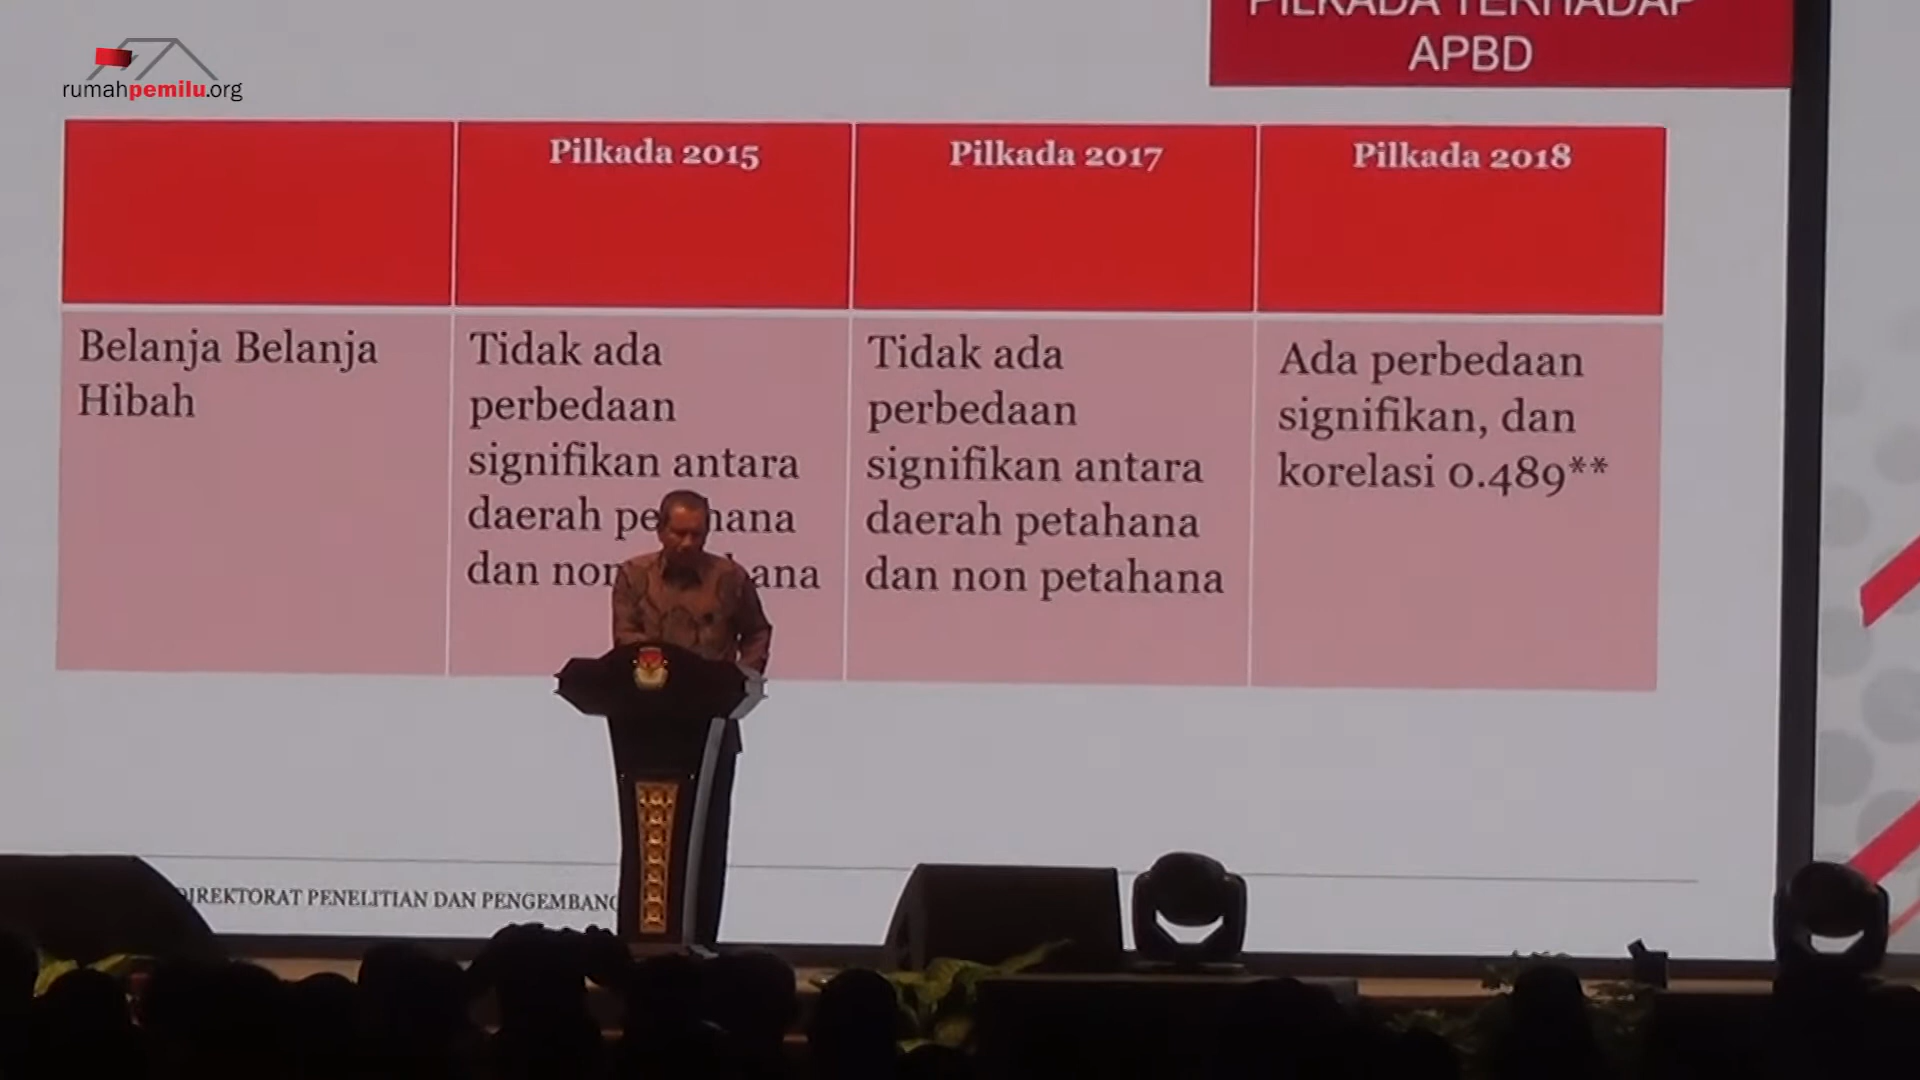 rumahpemilu.org
PILKADA TERHADAP
APBD
Pilkada 2015
Pilkada 2017
Pilkada 2018
Belanja Belanja
Hibah
Tidak ada
perbedaan
signifikan antara
daerah
dan
Tidak ada
perbedaan
signifikan antara
daerah petahana
dan non petahana
Ada perbedaan
signifikan, dan
korelasi 0.489**
DIREKTORAT PENELITIAN DAN